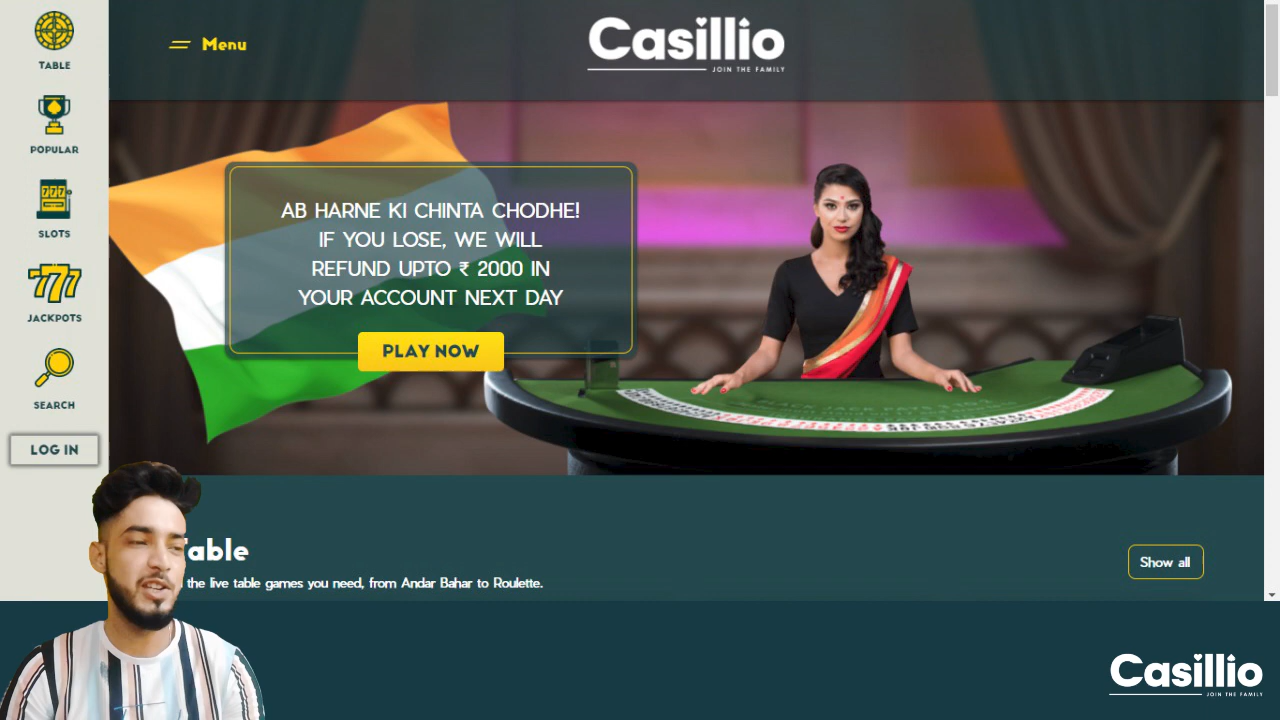 TABLE
POPULAR
SLOTS
777
JACKPOTS
SEARCH
LOG IN
Menu
Casillio
JOIN THE FAMILY
AB HARNE KI CHINTA CHODHE!
IF YOU LOSE, WE WILL
REFUND UPTO ₹ 2000 IN
YOUR ACCOUNT NEXT DAY
PLAY NOW
Table
the live table games you need, from Andar Bahar to Roulette.
Show all
Casillio
JOIN THE FAMILY